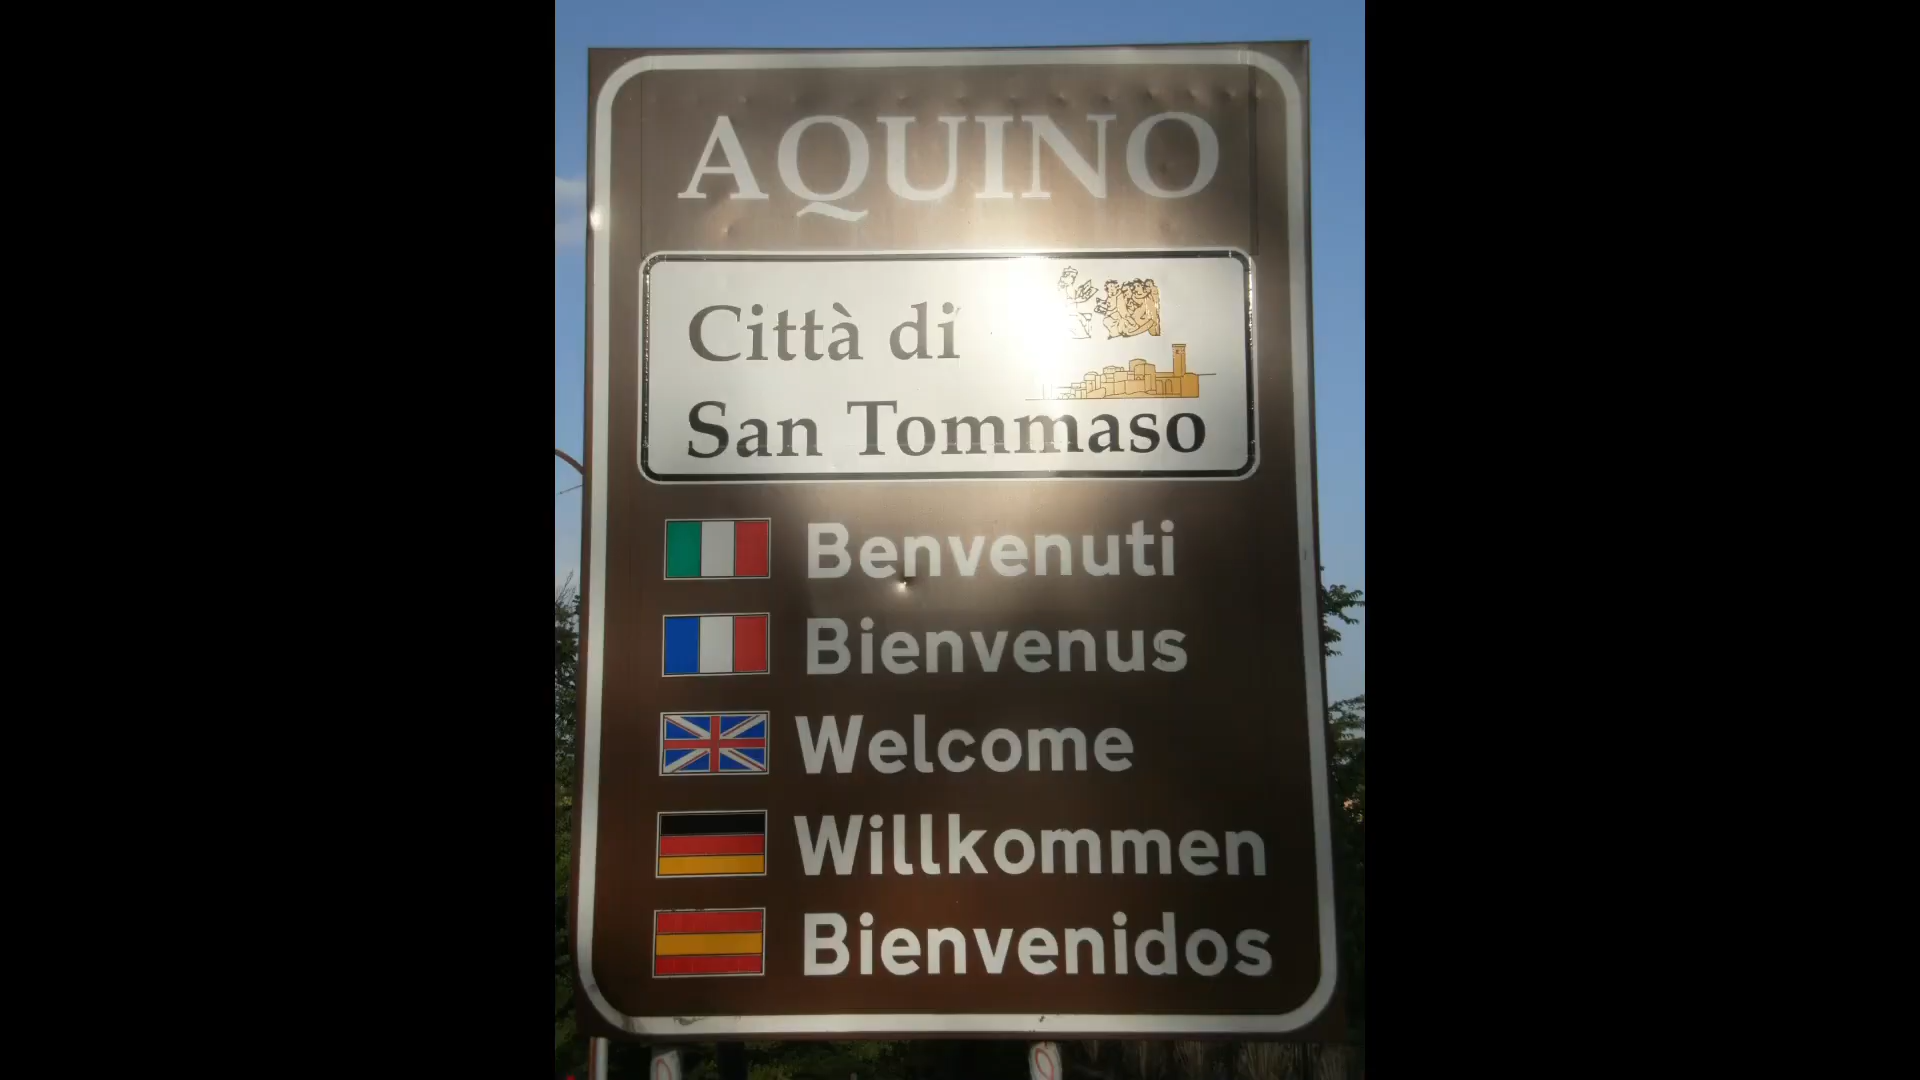 AQUINO
Città di
San Tommaso
Benvenuti
Bienvenus
Welcome
Willkommen
Bienvenidos